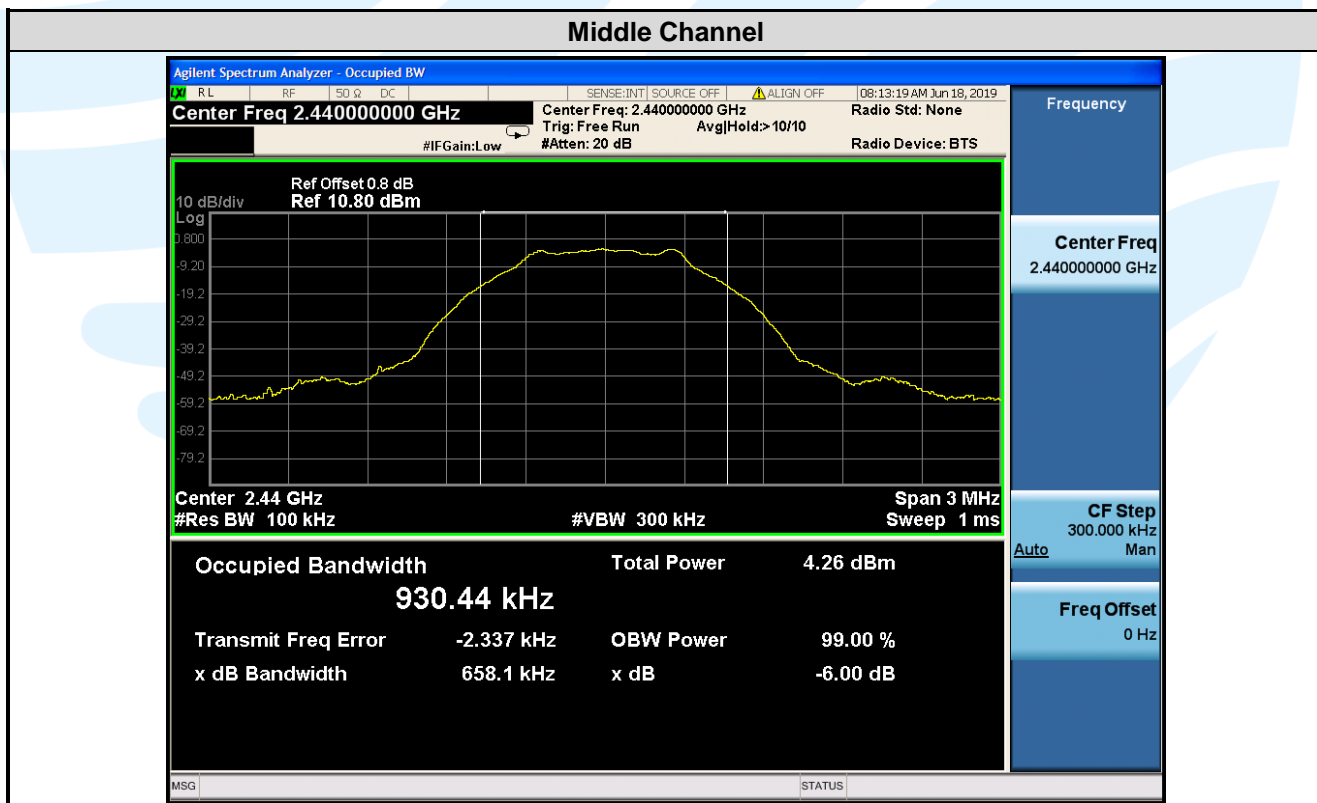 Middle Channel
Agilent Spectrum Analyzer - Occupied BW
LXI RL RF 50 Ω DC SENSE:INT SOURCE OFF ALIGN OFF 08:13:19 AM Jun 18, 2019
Center Freq 2.440000000 GHz
Center Freq: 2.440000000 GHz Radio Std: None
Trig: Free Run Avg|Hold:>10/10
#IFGain:Low #Atten: 20 dB Radio Device: BTS
Frequency
Ref Offset 0.8 dB
10 dB/div Ref 10.80 dBm
Log
0.800
-9.20
-19.2
-29.2
-39.2
-49.2
-59.2
-69.2
-79.2
Center 2.44 GHz Span 3 MHz
#Res BW 100 kHz #VBW 300 kHz Sweep 1 ms
Occupied Bandwidth Total Power 4.26 dBm
930.44 kHz
Transmit Freq Error -2.337 kHz OBW Power 99.00 %
x dB Bandwidth 658.1 kHz x dB -6.00 dB
Center Freq
2.440000000 GHz
CF Step
300.000 kHz
Auto Man
Freq Offset
0 Hz
MSG STATUS